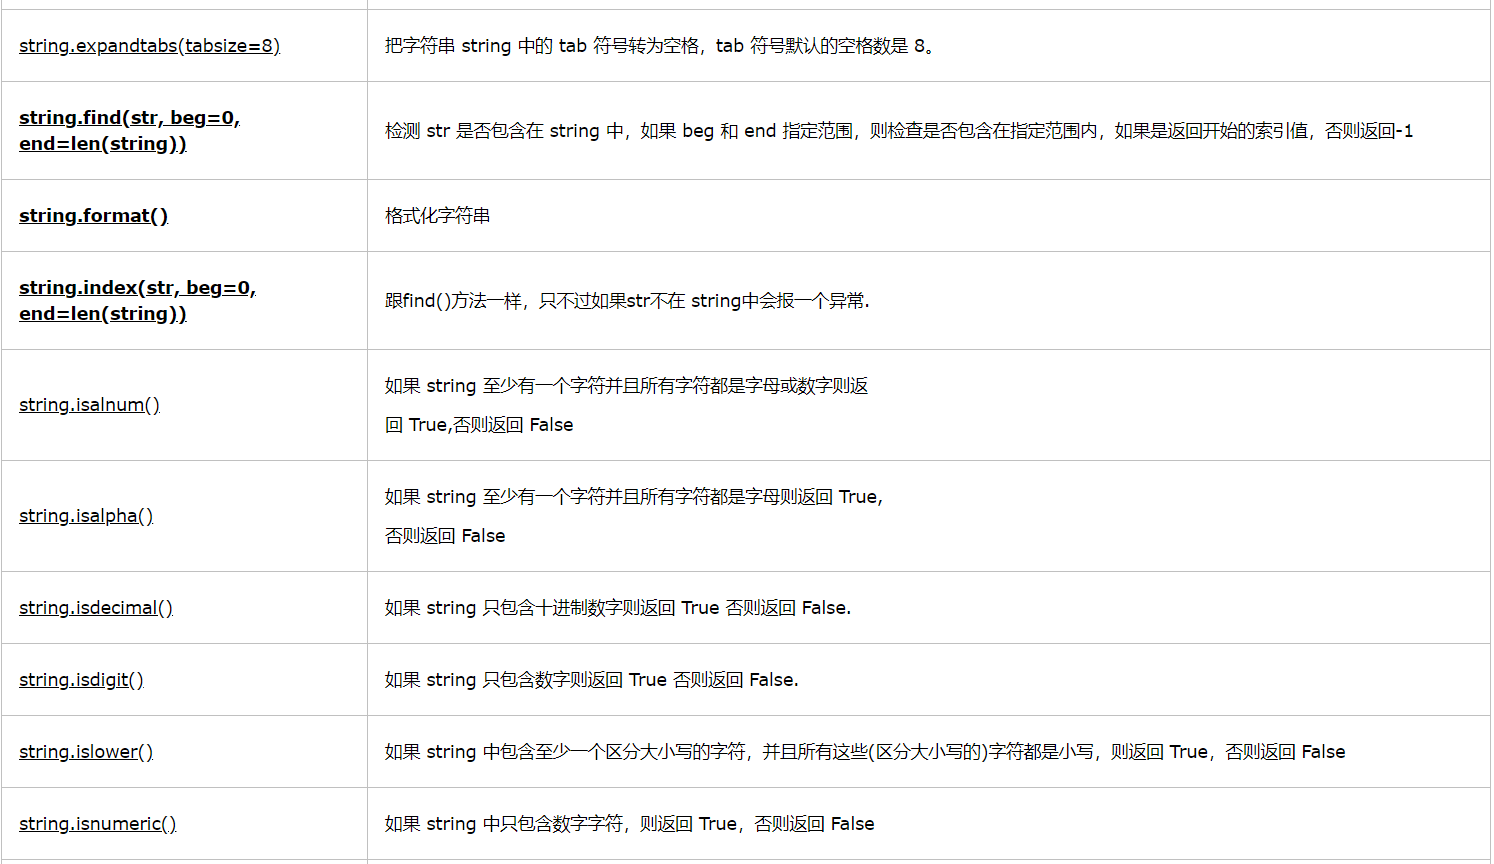 string.expandtabs(tabsize=8)
把字符串 string 中的 tab 符号转为空格，tab 符号默认的空格数是 8。
string.find(str, beg=0,
end=len(string))
检测 str 是否包含在 string 中，如果 beg 和 end 指定范围，则检查是否包含在指定范围内，如果是返回开始的索引值，否则返回-1
string.format()
格式化字符串
string.index(str, beg=0,
end=len(string))
跟find()方法一样，只不过如果str不在 string中会报一个异常.
string.isalnum()
如果 string 至少有一个字符并且所有字符都是字母或数字则返
回 True,否则返回 False
string.isalpha()
如果 string 至少有一个字符并且所有字符都是字母则返回 True,
否则返回 False
string.isdecimal()
如果 string 只包含十进制数字则返回 True 否则返回 False.
string.isdigit()
如果 string 只包含数字则返回 True 否则返回 False.
string.islower()
如果 string 中包含至少一个区分大小写的字符，并且所有这些(区分大小写的)字符都是小写，则返回 True，否则返回 False
string.isnumeric()
如果 string 中只包含数字字符，则返回 True，否则返回 False